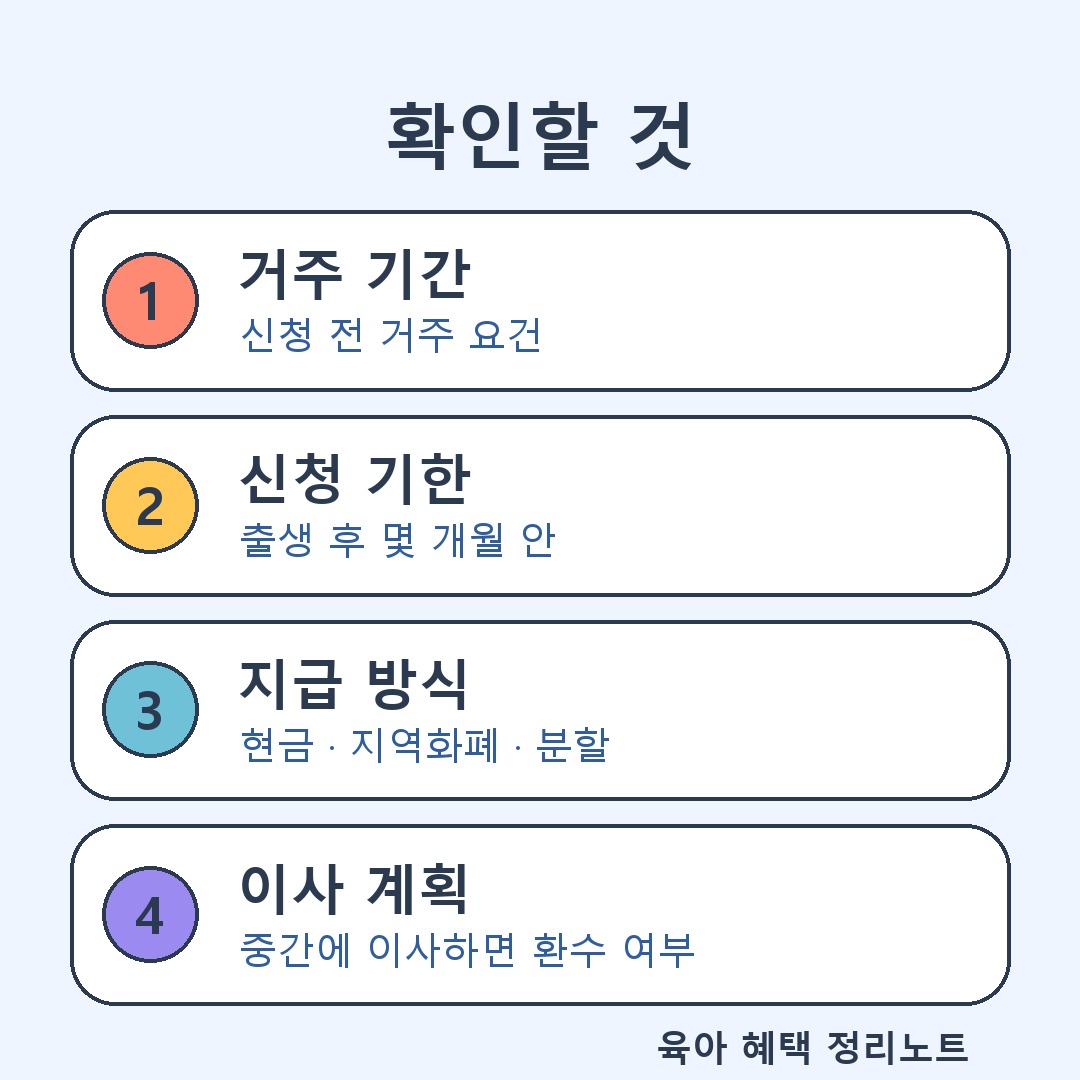 확인할 것
1
거주 기간
신청 전 거주 요건
2
신청 기한
출생 후 몇 개월 안
3
지급 방식
현금 · 지역화폐 · 분할
4
이사 계획
중간에 이사하면 환수 여부
육아 혜택 정리노트